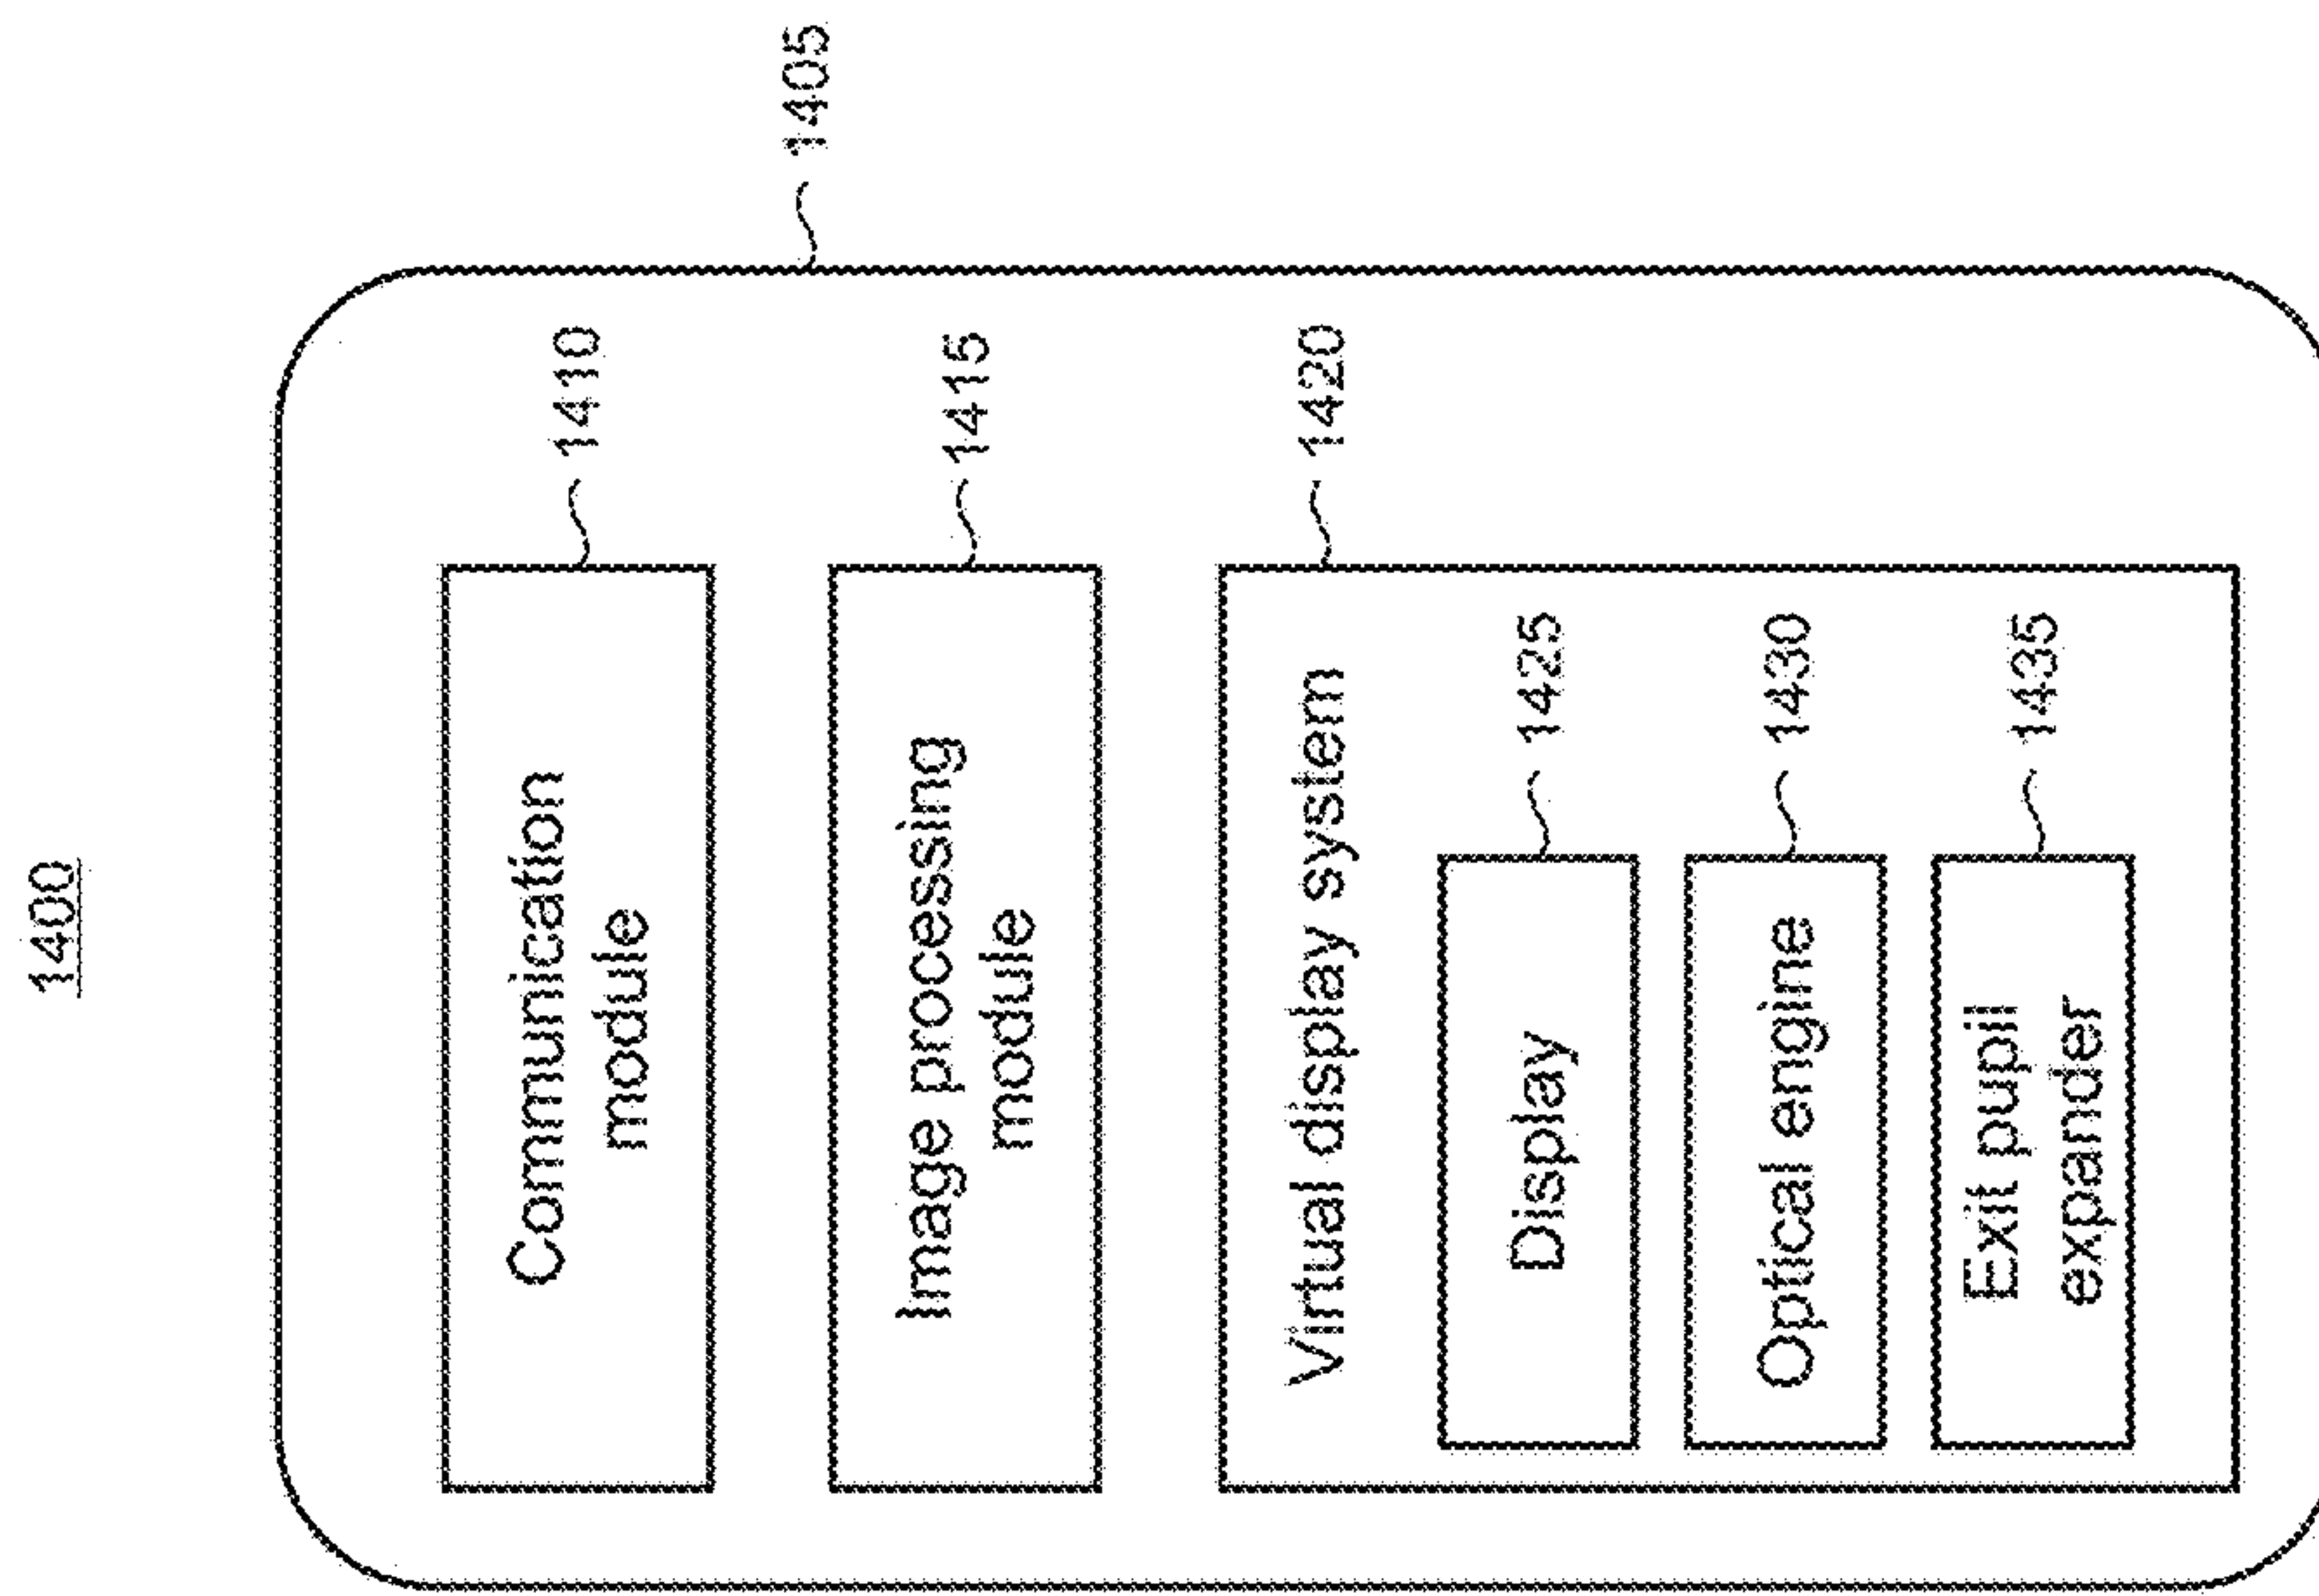 1400
1405
Communication
module
1410
Image processing
module
1415
Virtual display system
1420
Display
1425
Optical engine
1430
Exit pupil
expander
1435